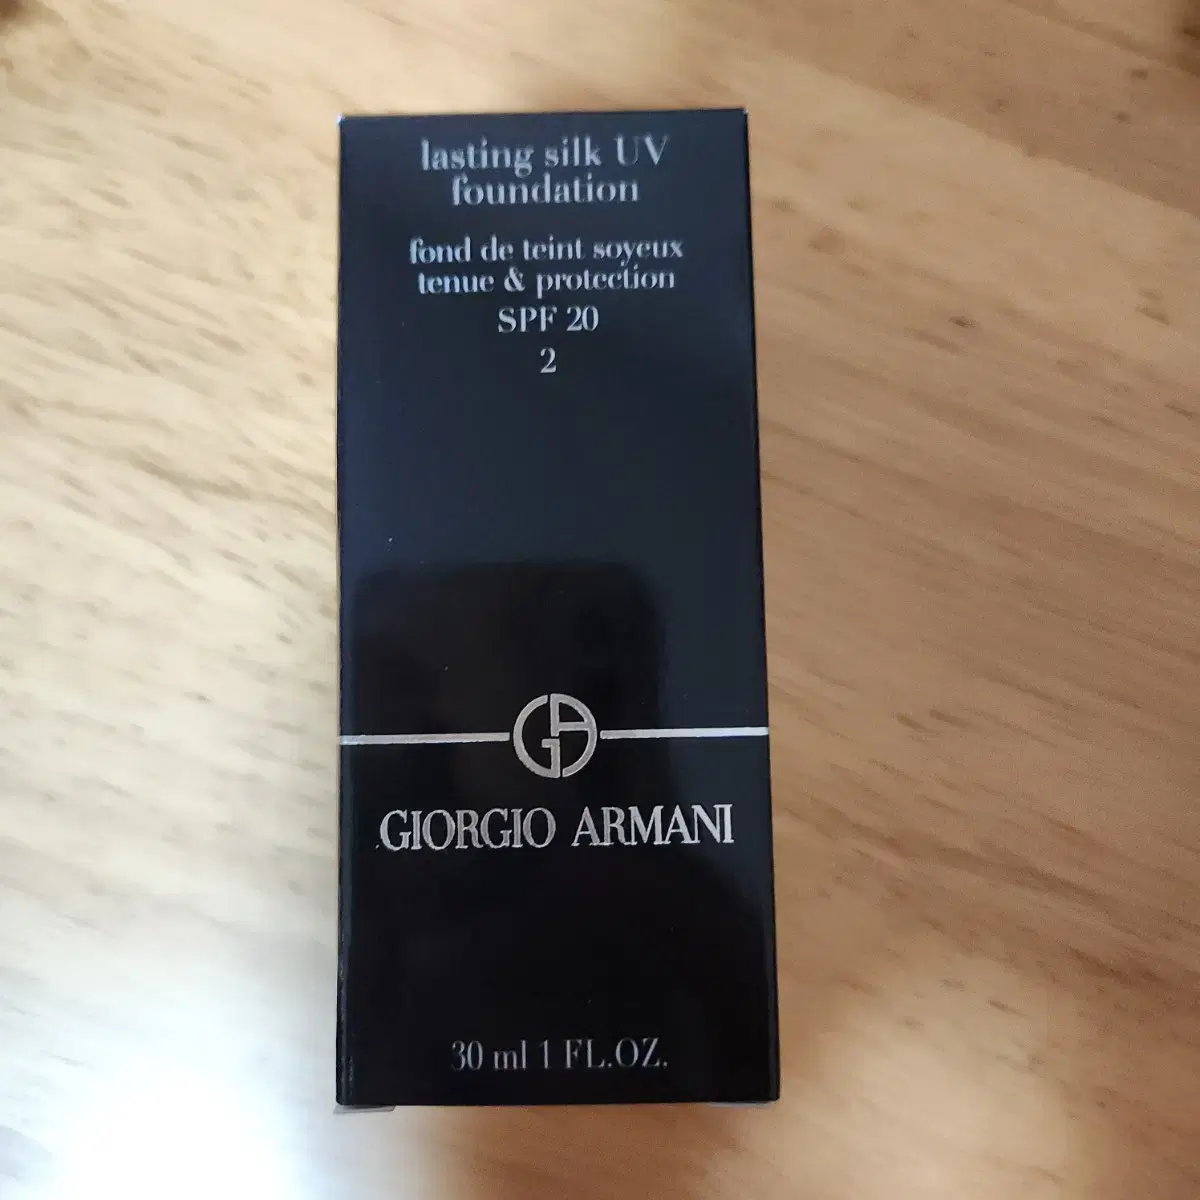 lasting silk UV
foundation
fond de teint soyeux
tenue & protection
SPF 20
2
GA
GIORGIO ARMANI
30 ml 1 FL.OZ.